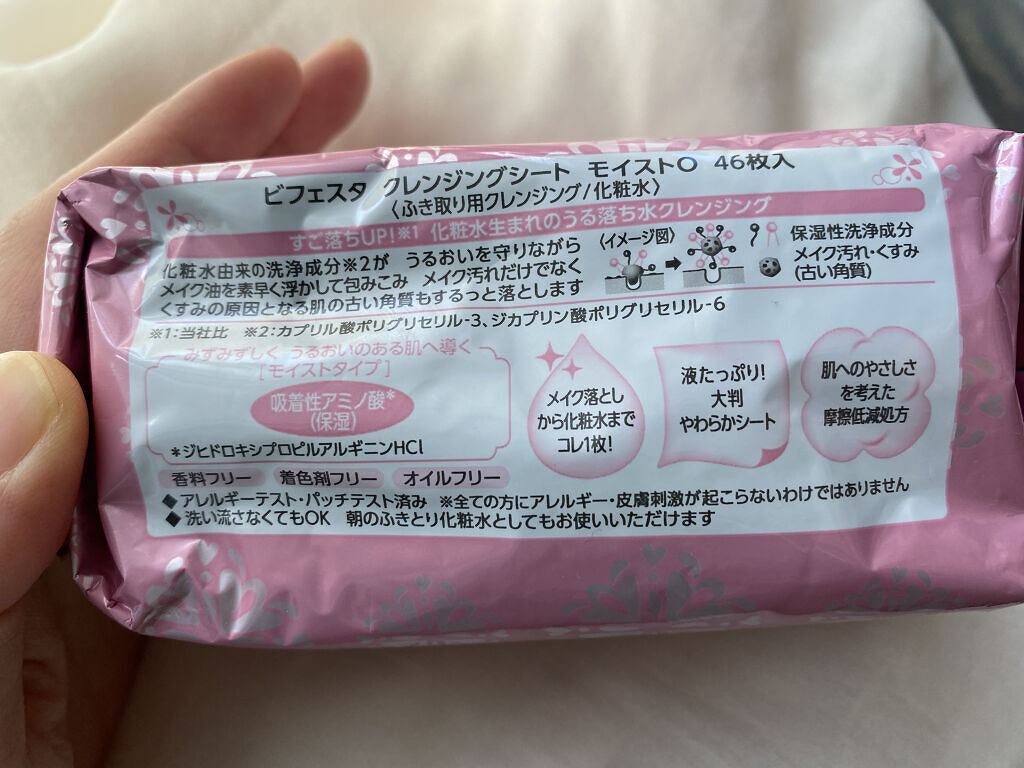 ビフェスタ クレンジングシート モイストO 46枚入
〈ふき取り用クレンジング/化粧水〉
すご落ちUP!※1 化粧水生まれのうる落ち水クレンジング
化粧水由来の洗浄成分※2が うるおいを守りながら
メイク油を素早く浮かして包みこみ メイク汚れだけでなく
くすみの原因となる肌の古い角質もするっと落とします
〈イメージ図〉
保湿性洗浄成分
メイク汚れ・くすみ
(古い角質)
※1:当社比 ※2:カプリル酸ポリグリセリル-3、ジカプリン酸ポリグリセリル-6
みずみずしく うるおいのある肌へ導く
[モイストタイプ]
吸着性アミノ酸*
(保湿)
*ジヒドロキシプロピルアルギニンHCl
メイク落とし
から化粧水まで
コレ1枚!
液たっぷり!
大判
やわらかシート
肌へのやさしさ
を考えた
摩擦低減処方
香料フリー 着色剤フリー オイルフリー
◆アレルギーテスト・パッチテスト済み ※全ての方にアレルギー・皮膚刺激が起こらないわけではありません
◆洗い流さなくてもOK 朝のふきとり化粧水としてもお使いいただけます